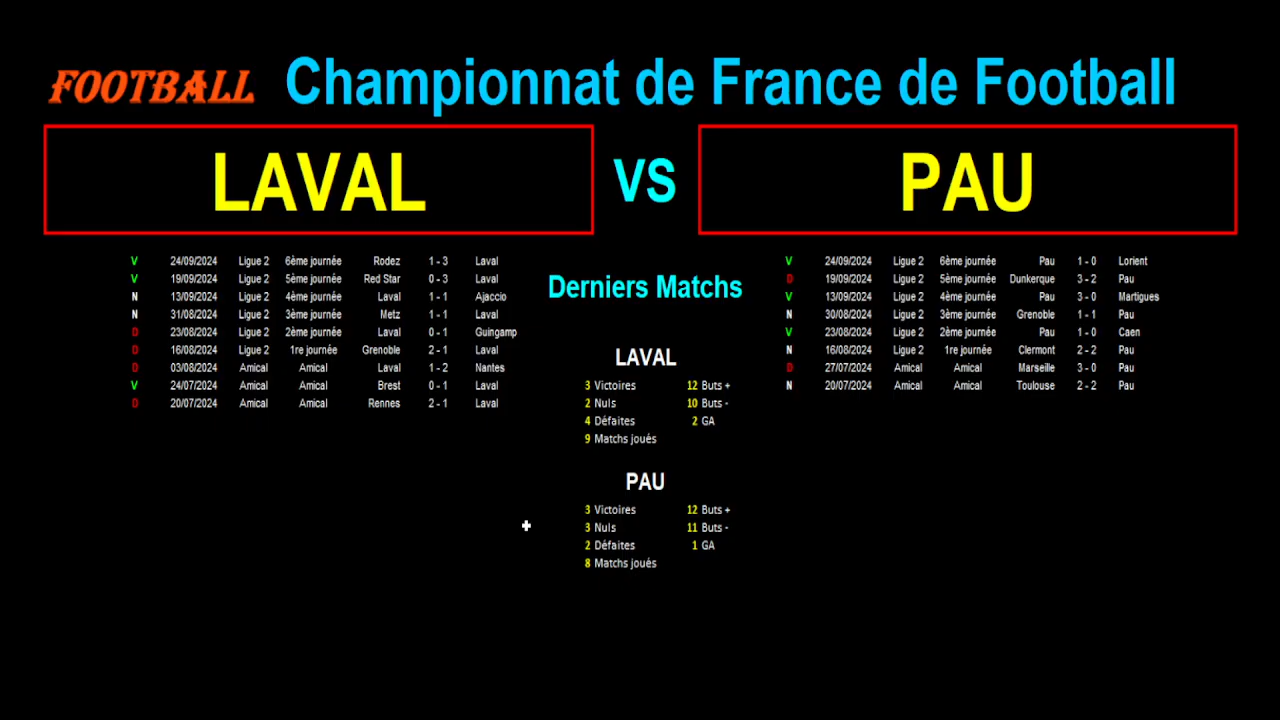 FOOTBALL Championnat de France de Football
LAVAL VS PAU
V 24/09/2024 Ligue 2 6ème journée Rodez 1 - 3 Laval
V 19/09/2024 Ligue 2 5ème journée Red Star 0 - 3 Laval
N 13/09/2024 Ligue 2 4ème journée Laval 1 - 1 Ajaccio
N 31/08/2024 Ligue 2 3ème journée Metz 1 - 1 Laval
D 23/08/2024 Ligue 2 2ème journée Laval 0 - 1 Guingamp
D 16/08/2024 Ligue 2 1re journée Grenoble 2 - 1 Laval
D 03/08/2024 Amical Amical Laval 1 - 2 Nantes
V 24/07/2024 Amical Amical Brest 0 - 1 Laval
D 20/07/2024 Amical Amical Rennes 2 - 1 Laval
Derniers Matchs
LAVAL
3 Victoires 12 Buts +
2 Nuls 10 Buts -
4 Défaites 2 GA
9 Matchs joués
PAU
3 Victoires 12 Buts +
3 Nuls 11 Buts -
2 Défaites 1 GA
8 Matchs joués
V 24/09/2024 Ligue 2 6ème journée Pau 1 - 0 Lorient
D 19/09/2024 Ligue 2 5ème journée Dunkerque 3 - 2 Pau
V 13/09/2024 Ligue 2 4ème journée Pau 3 - 0 Martigues
N 30/08/2024 Ligue 2 3ème journée Grenoble 1 - 1 Pau
V 23/08/2024 Ligue 2 2ème journée Pau 1 - 0 Caen
N 16/08/2024 Ligue 2 1re journée Clermont 2 - 2 Pau
D 27/07/2024 Amical Amical Marseille 3 - 0 Pau
N 20/07/2024 Amical Amical Toulouse 2 - 2 Pau